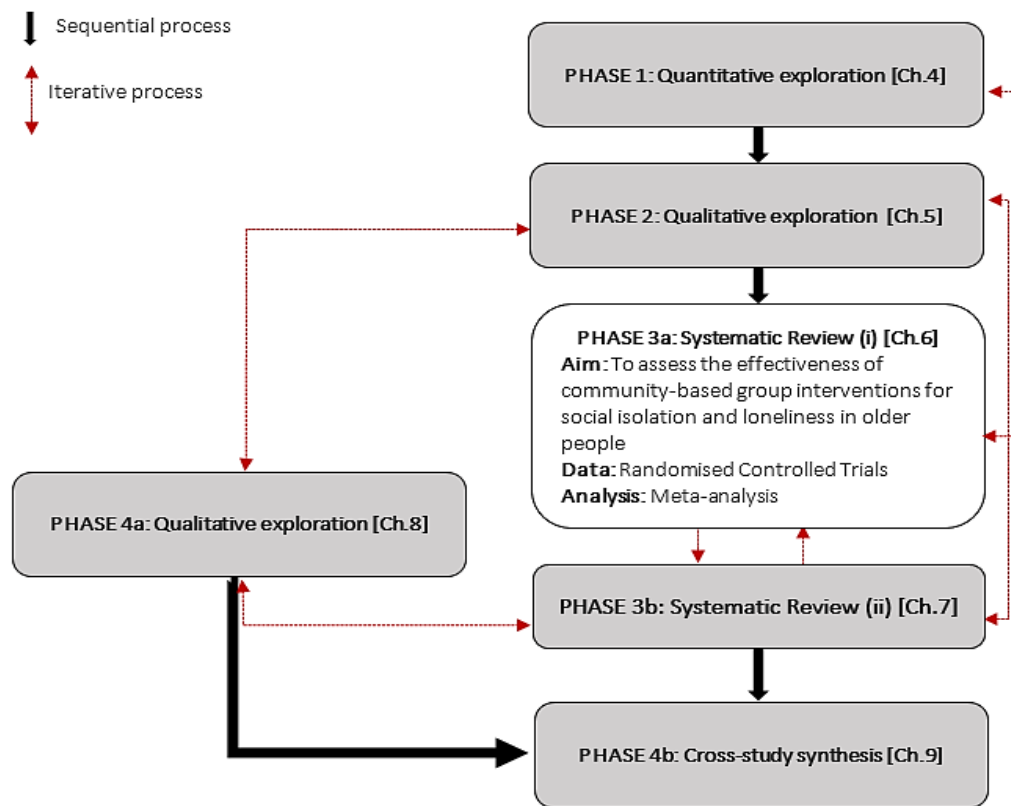 Sequential process
Iterative process
PHASE 1: Quantitative exploration [Ch.4]
PHASE 2: Qualitative exploration [Ch.5]
PHASE 3a: Systematic Review (i) [Ch.6]
Aim: To assess the effectiveness of
community-based group interventions for
social isolation and loneliness in older
people
Data: Randomised Controlled Trials
Analysis: Meta-analysis
PHASE 4a: Qualitative exploration [Ch.8]
PHASE 3b: Systematic Review (ii) [Ch.7]
PHASE 4b: Cross-study synthesis [Ch.9]